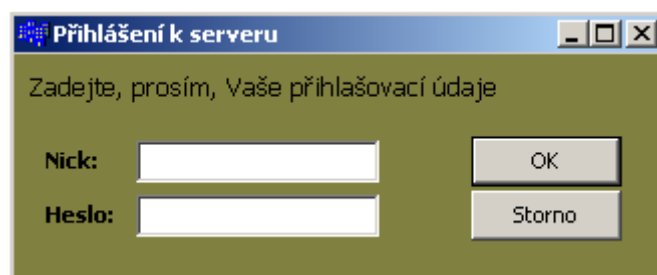 Přihlášení k serveru
Zadejte, prosím, Vaše přihlašovací údaje
Nick:
OK
Heslo:
Storno